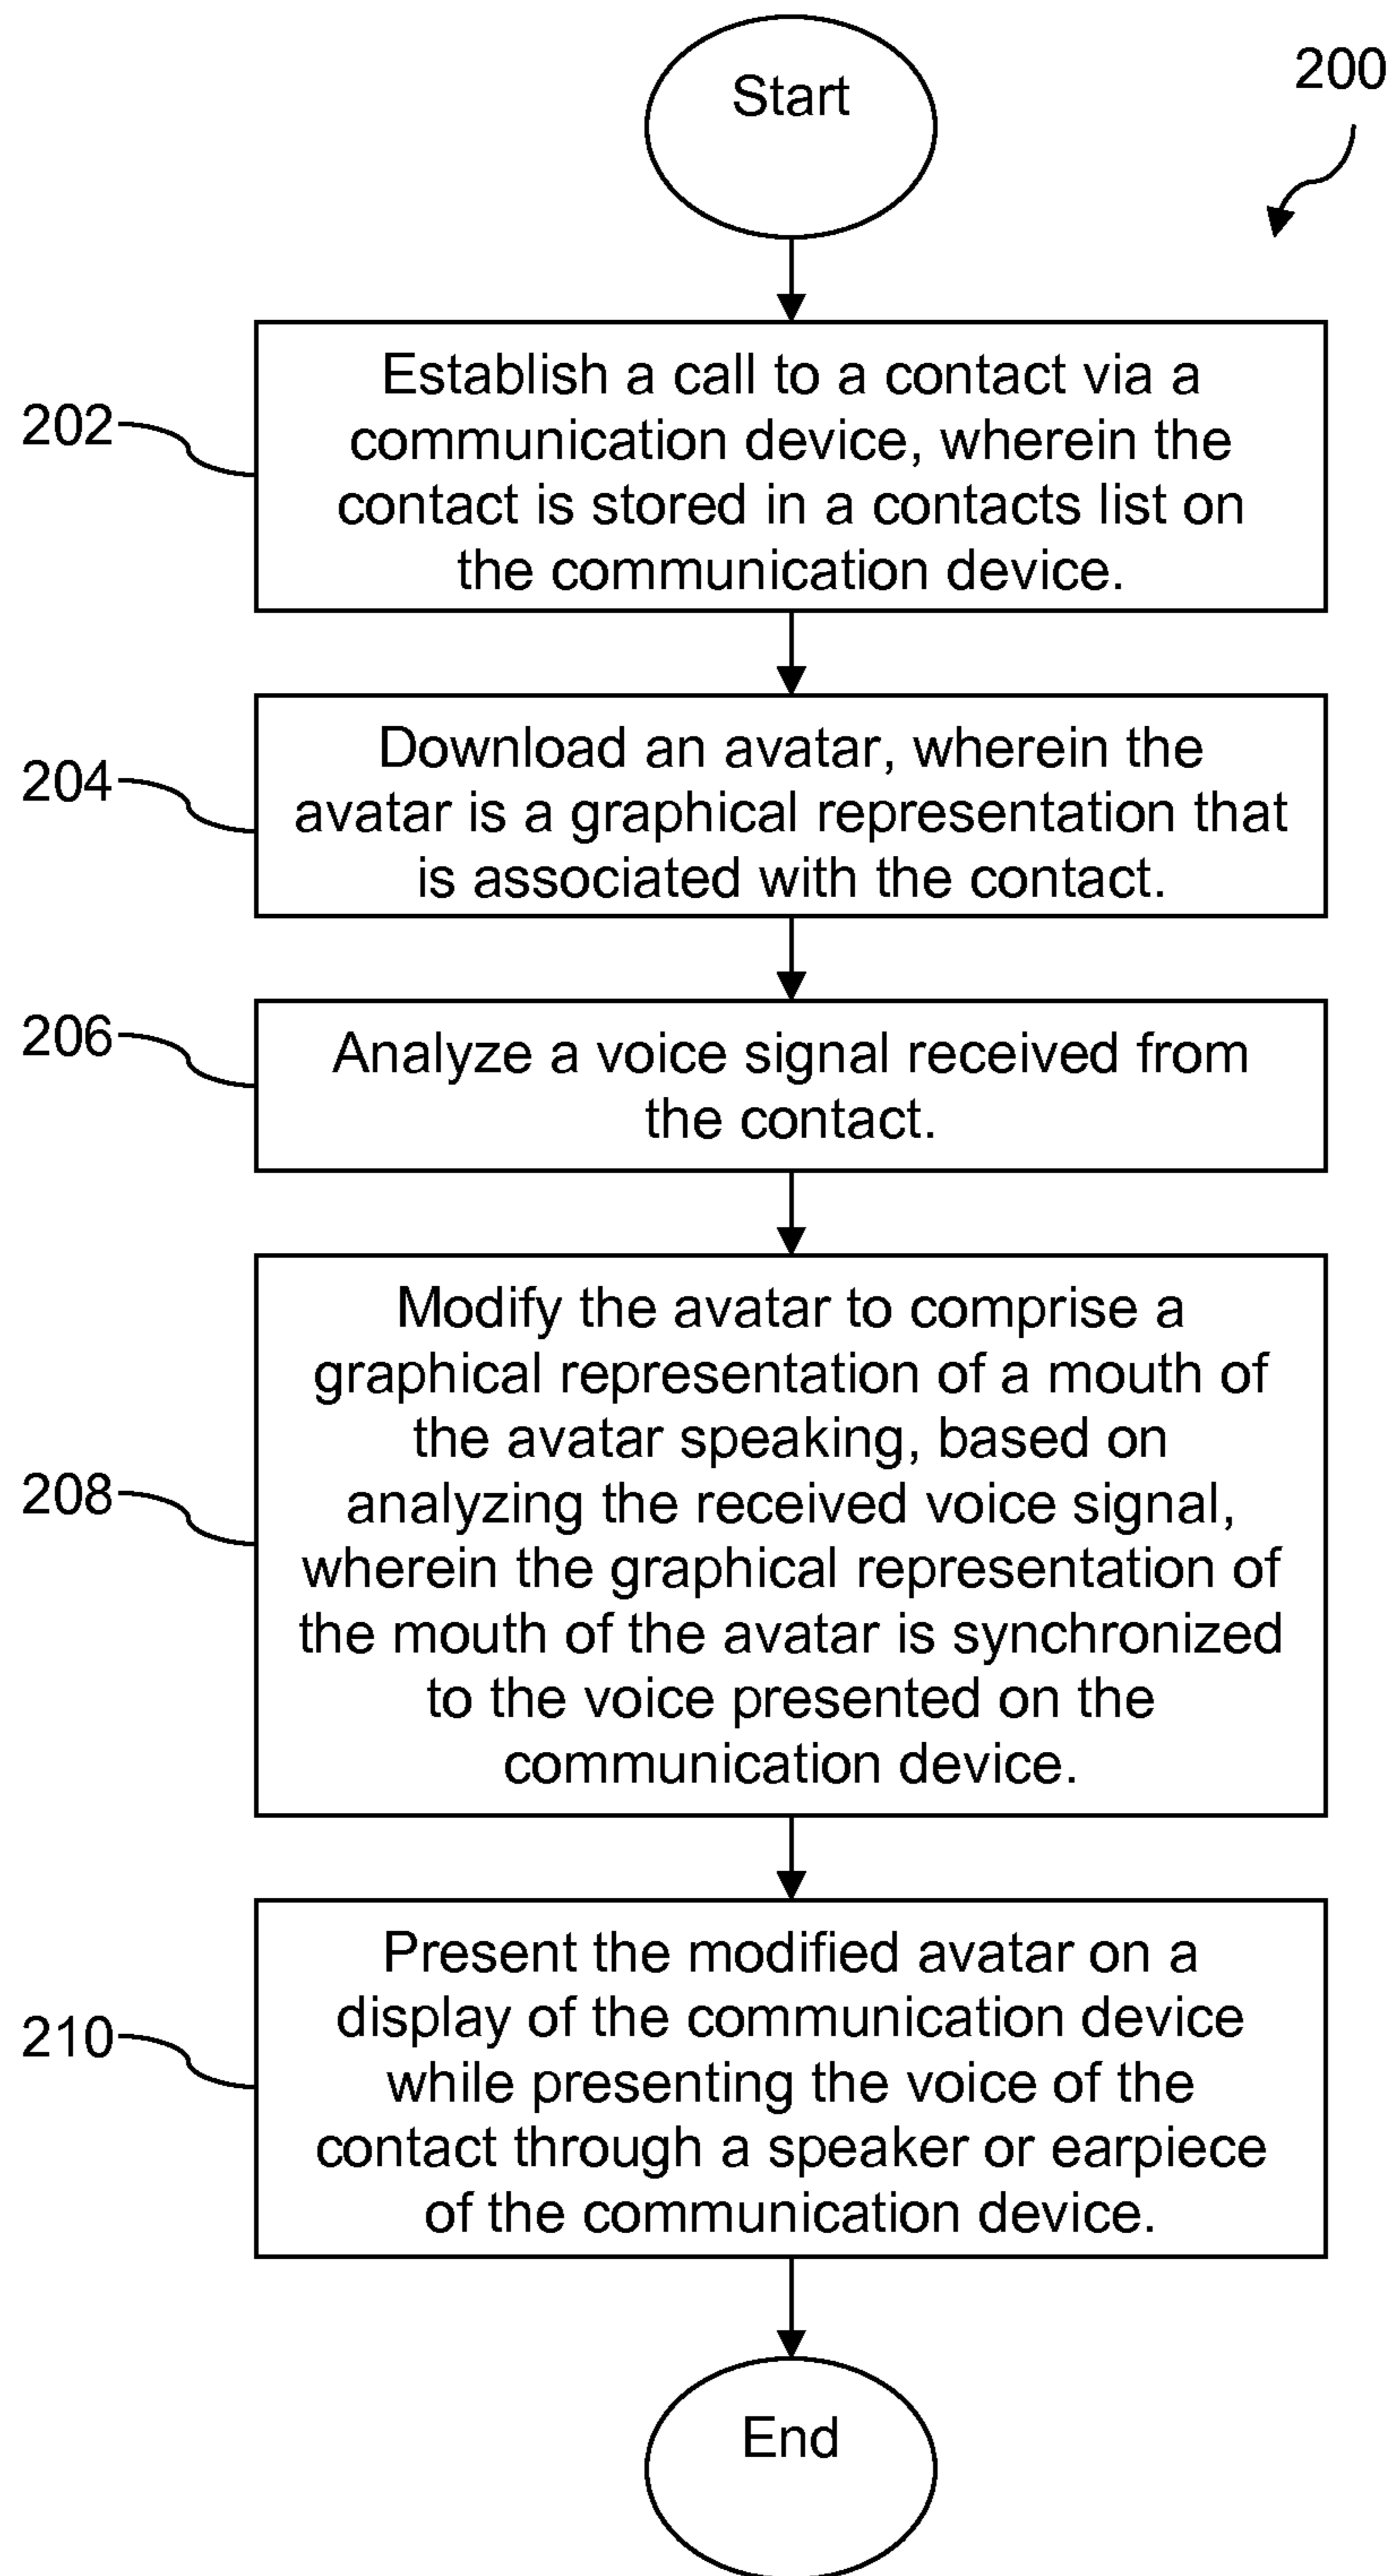 Start
200
202
Establish a call to a contact via a
communication device, wherein the
contact is stored in a contacts list on
the communication device.
204
Download an avatar, wherein the
avatar is a graphical representation that
is associated with the contact.
206
Analyze a voice signal received from
the contact.
208
Modify the avatar to comprise a
graphical representation of a mouth of
the avatar speaking, based on
analyzing the received voice signal,
wherein the graphical representation of
the mouth of the avatar is synchronized
to the voice presented on the
communication device.
210
Present the modified avatar on a
display of the communication device
while presenting the voice of the
contact through a speaker or earpiece
of the communication device.
End